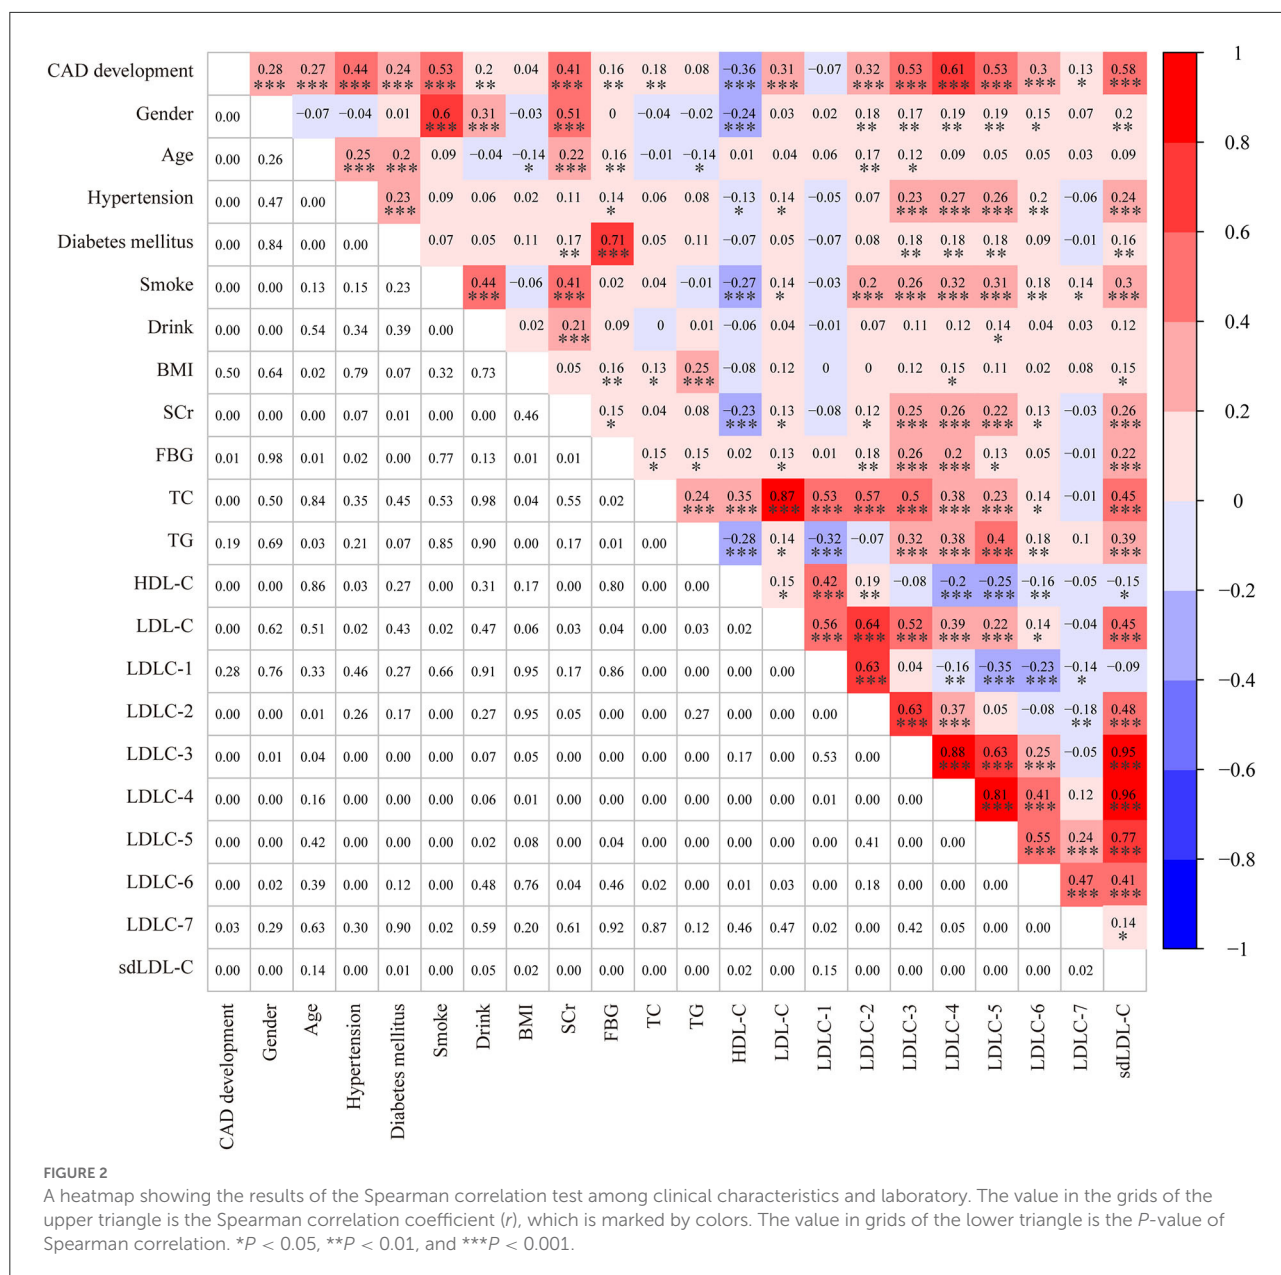 CAD development 0.28 0.27 0.44 0.24 0.53 0.2 0.04 0.41 0.16 0.18 0.08 −0.36 0.31 −0.07 0.32 0.53 0.61 0.53 0.3 0.13 0.58
*** *** *** *** *** ** *** ** ** *** *** *** *** *** *** *** * ***
Gender 0.00 −0.07 −0.04 0.01 0.6 0.31 −0.03 0.51 0 −0.04 −0.02 −0.24 0.03 0.02 0.18 0.17 0.19 0.19 0.15 0.07 0.2
*** *** *** *** ** ** ** ** * **
Age 0.00 0.26 0.25 0.2 0.09 −0.04 −0.14 0.22 0.16 −0.01 −0.14 0.01 0.04 0.06 0.17 0.12 0.09 0.05 0.05 0.03 0.09
*** *** * *** ** * ** *
Hypertension 0.00 0.47 0.00 0.23 0.09 0.06 0.02 0.11 0.14 0.06 0.08 −0.13 0.14 −0.05 0.07 0.23 0.27 0.26 0.2 −0.06 0.24
*** * * * *** *** *** ** ***
Diabetes mellitus 0.00 0.84 0.00 0.00 0.07 0.05 0.11 0.17 0.71 0.05 0.11 −0.07 0.05 −0.07 0.08 0.18 0.18 0.18 0.09 −0.01 0.16
** *** ** ** ** **
Smoke 0.00 0.00 0.13 0.15 0.23 0.44 −0.06 0.41 0.02 0.04 −0.01 −0.27 0.14 −0.03 0.2 0.26 0.32 0.31 0.18 0.14 0.3
*** *** *** * *** *** *** *** ** * ***
Drink 0.00 0.00 0.54 0.34 0.39 0.00 0.02 0.21 0.09 0 0.01 −0.06 0.04 −0.01 0.07 0.11 0.12 0.14 0.04 0.03 0.12
*** *
BMI 0.50 0.64 0.02 0.79 0.07 0.32 0.73 0.05 0.16 0.13 0.25 −0.08 0.12 0 0 0.12 0.15 0.11 0.02 0.08 0.15
** * *** * *
SCr 0.00 0.00 0.00 0.07 0.01 0.00 0.00 0.46 0.15 0.04 0.08 −0.23 0.13 −0.08 0.12 0.25 0.26 0.22 0.13 −0.03 0.26
* *** * * *** *** *** * ***
FBG 0.01 0.98 0.01 0.02 0.00 0.77 0.13 0.01 0.01 0.15 0.15 0.02 0.13 0.01 0.18 0.26 0.2 0.13 0.05 −0.01 0.22
* * * ** *** *** * ***
TC 0.00 0.50 0.84 0.35 0.45 0.53 0.98 0.04 0.55 0.02 0.24 0.35 0.87 0.53 0.57 0.5 0.38 0.23 0.14 −0.01 0.45
*** *** *** *** *** *** *** *** * ***
TG 0.19 0.69 0.03 0.21 0.07 0.85 0.90 0.00 0.17 0.01 0.00 −0.28 0.14 −0.32 −0.07 0.32 0.38 0.4 0.18 0.1 0.39
*** * *** *** *** *** ** ***
HDL-C 0.00 0.00 0.86 0.03 0.27 0.00 0.31 0.17 0.00 0.80 0.00 0.00 0.15 0.42 0.19 −0.08 −0.2 −0.25 −0.16 −0.05 −0.15
* *** ** *** *** ** *
LDL-C 0.00 0.62 0.51 0.02 0.43 0.02 0.47 0.06 0.03 0.04 0.00 0.03 0.02 0.56 0.64 0.52 0.39 0.22 0.14 −0.04 0.45
*** *** *** *** *** * ***
LDLC-1 0.28 0.76 0.33 0.46 0.27 0.66 0.91 0.95 0.17 0.86 0.00 0.00 0.00 0.00 0.63 0.04 −0.16 −0.35 −0.23 −0.14 −0.09
*** ** *** *** *
LDLC-2 0.00 0.00 0.01 0.26 0.17 0.00 0.27 0.95 0.05 0.00 0.00 0.27 0.00 0.00 0.00 0.63 0.37 0.05 −0.08 −0.18 0.48
*** *** ** ***
LDLC-3 0.00 0.01 0.04 0.00 0.00 0.00 0.07 0.05 0.00 0.00 0.00 0.00 0.17 0.00 0.53 0.00 0.88 0.63 0.25 −0.05 0.95
*** *** *** ***
LDLC-4 0.00 0.00 0.16 0.00 0.00 0.00 0.06 0.01 0.00 0.00 0.00 0.00 0.00 0.00 0.01 0.00 0.00 0.81 0.41 0.12 0.96
*** *** ***
LDLC-5 0.00 0.00 0.42 0.00 0.00 0.00 0.02 0.08 0.00 0.04 0.00 0.00 0.00 0.00 0.00 0.41 0.00 0.00 0.55 0.24 0.77
*** *** ***
LDLC-6 0.00 0.02 0.39 0.00 0.12 0.00 0.48 0.76 0.04 0.46 0.02 0.00 0.01 0.03 0.00 0.18 0.00 0.00 0.00 0.47 0.41
*** ***
LDLC-7 0.03 0.29 0.63 0.30 0.90 0.02 0.59 0.20 0.61 0.92 0.87 0.12 0.46 0.47 0.02 0.00 0.42 0.05 0.00 0.00 0.14
*
sdLDL-C 0.00 0.00 0.14 0.00 0.01 0.00 0.05 0.02 0.00 0.00 0.00 0.00 0.02 0.00 0.15 0.00 0.00 0.00 0.00 0.00 0.02
CAD development
Gender
Age
Hypertension
Diabetes mellitus
Smoke
Drink
BMI
SCr
FBG
TC
TG
HDL-C
LDL-C
LDLC-1
LDLC-2
LDLC-3
LDLC-4
LDLC-5
LDLC-6
LDLC-7
sdLDL-C
1
0.8
0.6
0.4
0.2
0
−0.2
−0.4
−0.6
−0.8
−1
FIGURE 2
A heatmap showing the results of the Spearman correlation test among clinical characteristics and laboratory. The value in the grids of the
upper triangle is the Spearman correlation coefficient (r), which is marked by colors. The value in grids of the lower triangle is the P-value of
Spearman correlation. *P < 0.05, **P < 0.01, and ***P < 0.001.